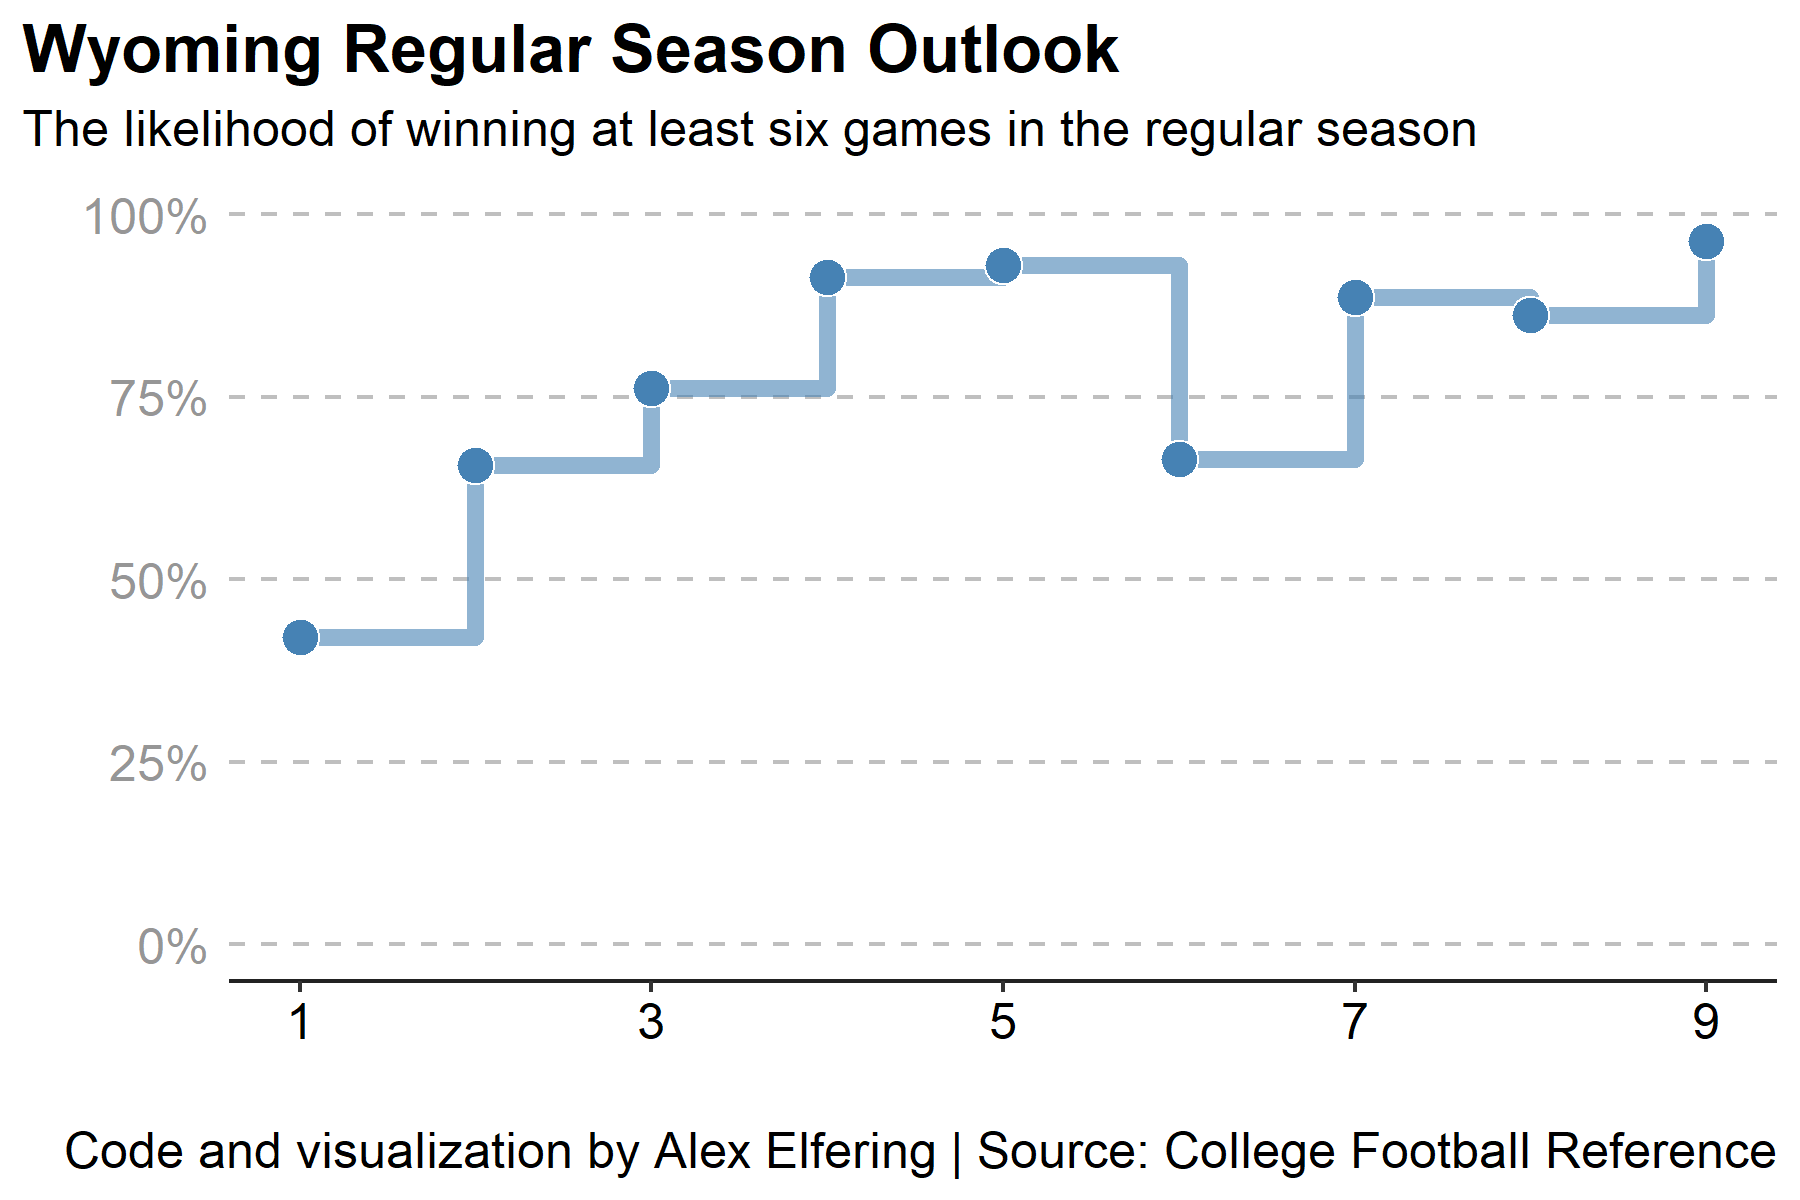 Wyoming Regular Season Outlook
The likelihood of winning at least six games in the regular season
100%
75%
50%
25%
0%
1 3 5 7 9
Code and visualization by Alex Elfering | Source: College Football Reference